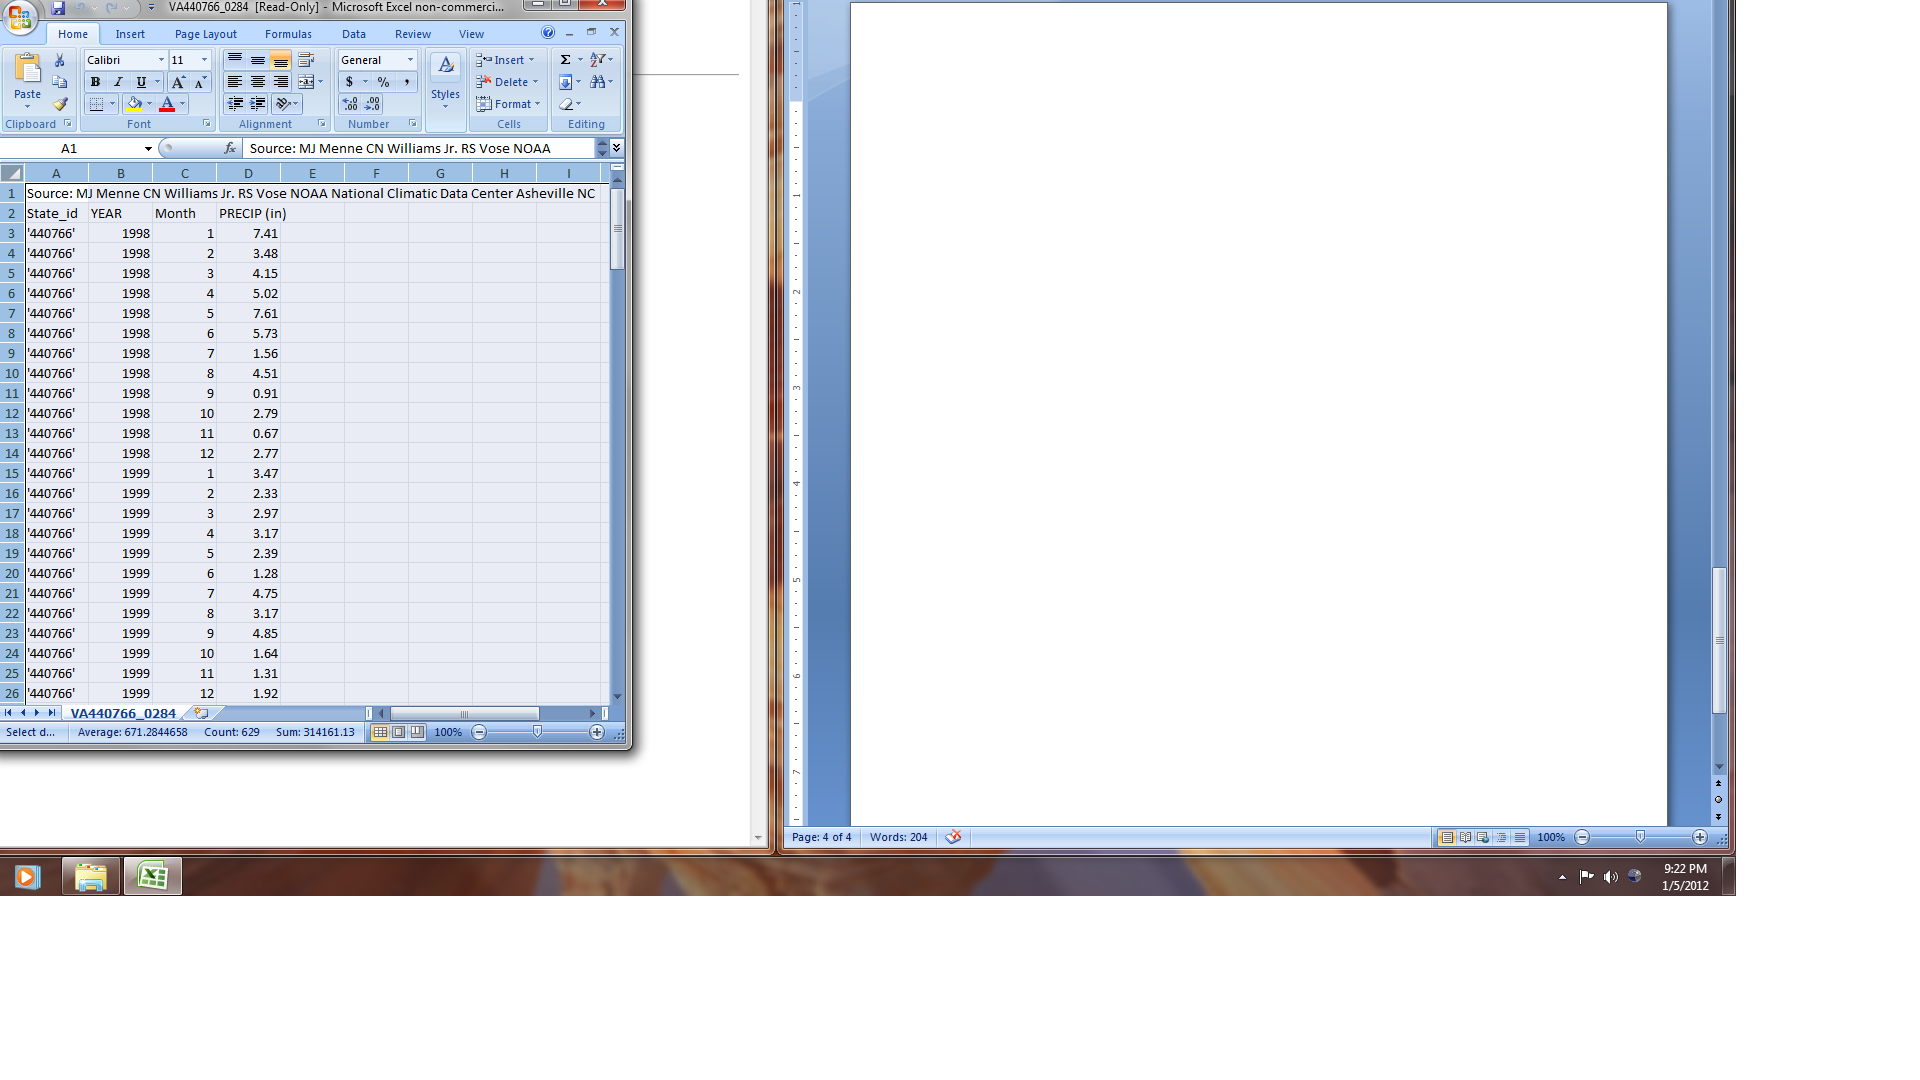 VA440766_0284 [Read-Only] - Microsoft Excel non-commerci...
Home Insert Page Layout Formulas Data Review View
Calibri 11 General Insert
Paste B I U $ % , Styles Delete
Format
Clipboard Font Alignment Number Cells Editing
A1 fx Source: MJ Menne CN Williams Jr. RS Vose NOAA
A B C D E F G H I
1 Source: MJ Menne CN Williams Jr. RS Vose NOAA National Climatic Data Center Asheville NC
2 State_id YEAR Month PRECIP (in)
3 '440766' 1998 1 7.41
4 '440766' 1998 2 3.48
5 '440766' 1998 3 4.15
6 '440766' 1998 4 5.02
7 '440766' 1998 5 7.61
8 '440766' 1998 6 5.73
9 '440766' 1998 7 1.56
10 '440766' 1998 8 4.51
11 '440766' 1998 9 0.91
12 '440766' 1998 10 2.79
13 '440766' 1998 11 0.67
14 '440766' 1998 12 2.77
15 '440766' 1999 1 3.47
16 '440766' 1999 2 2.33
17 '440766' 1999 3 2.97
18 '440766' 1999 4 3.17
19 '440766' 1999 5 2.39
20 '440766' 1999 6 1.28
21 '440766' 1999 7 4.75
22 '440766' 1999 8 3.17
23 '440766' 1999 9 4.85
24 '440766' 1999 10 1.64
25 '440766' 1999 11 1.31
26 '440766' 1999 12 1.92
VA440766_0284
Select d... Average: 671.2844658 Count: 629 Sum: 314161.13 100%
1
2
3
4
5
6
7
Page: 4 of 4 Words: 204 100%
9:22 PM
1/5/2012